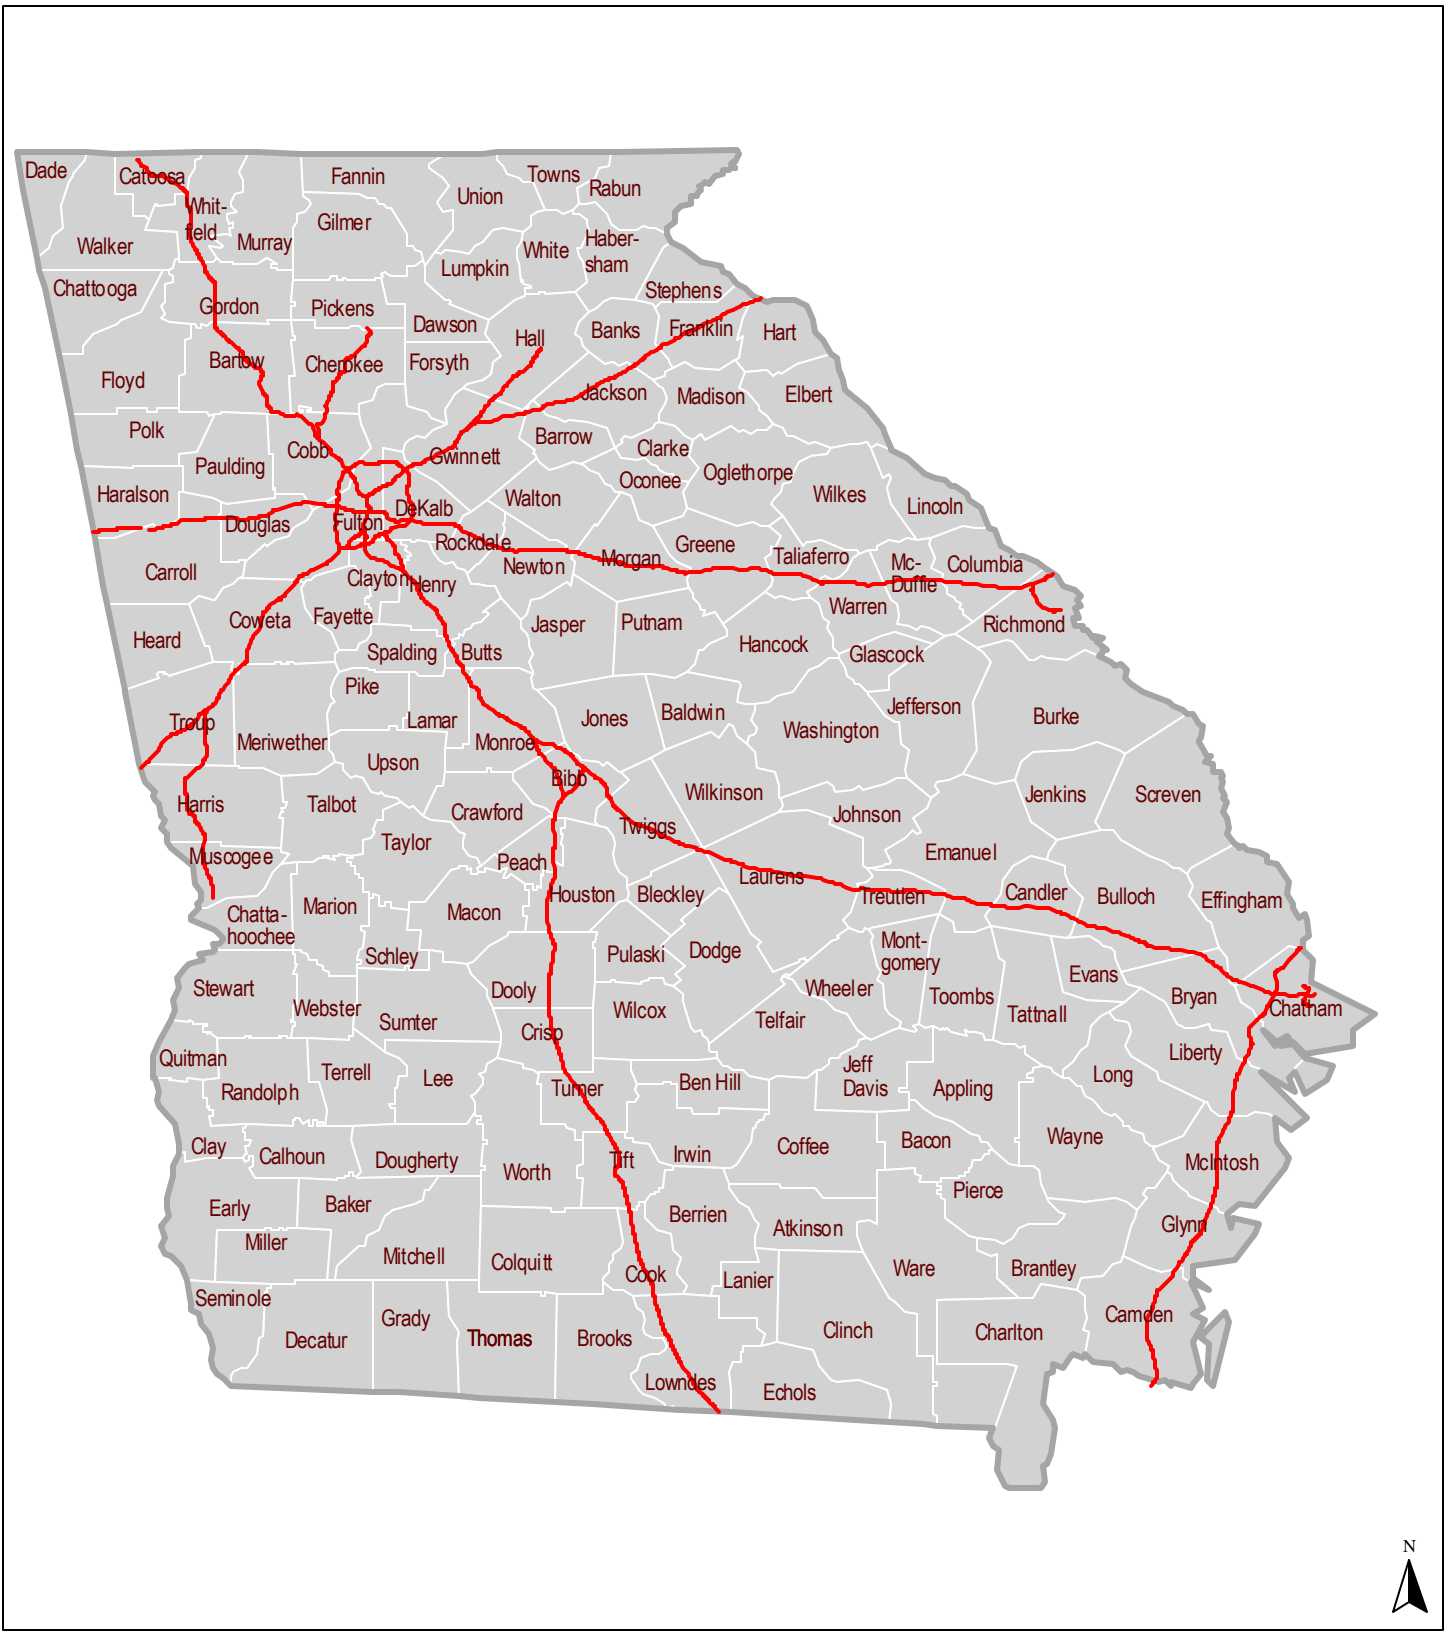 Dade
Catoosa
Fannin
Towns
Rabun
Union
Whit-
field
Gilmer
Walker
Murray
White
Haber-
sham
Lumpkin
Chattooga
Stephens
Gordon
Pickens
Dawson
Hall
Banks
Franklin
Hart
Bartow
Cherokee
Forsyth
Floyd
Jackson
Madison
Elbert
Polk
Cobb
Barrow
Clarke
Paulding
Gwinnett
Oconee
Oglethorpe
Haralson
Walton
Wilkes
Lincoln
Douglas
Fulton
DeKalb
Rockdale
Greene
Morgan
Taliaferro
Mc-
Duffie
Columbia
Carroll
Clayton
Henry
Newton
Warren
Coweta
Fayette
Jasper
Putnam
Richmond
Heard
Spalding
Butts
Hancock
Glascock
Pike
Troup
Lamar
Jones
Baldwin
Jefferson
Burke
Meriwether
Monroe
Washington
Upson
Bibb
Wilkinson
Jenkins
Screven
Harris
Talbot
Crawford
Twiggs
Johnson
Muscogee
Taylor
Peach
Emanuel
Laurens
Houston
Bleckley
Treutlen
Candler
Bulloch
Effingham
Chatta-
hoochee
Marion
Macon
Schley
Pulaski
Dodge
Mont-
gomery
Evans
Stewart
Webster
Dooly
Wheeler
Toombs
Bryan
Sumter
Wilcox
Telfair
Tattnall
Chatham
Quitman
Crisp
Liberty
Randolph
Terrell
Lee
Turner
Ben Hill
Jeff
Davis
Appling
Long
Clay
Calhoun
Dougherty
Worth
Tift
Irwin
Coffee
Bacon
Wayne
McIntosh
Early
Baker
Pierce
Berrien
Atkinson
Glynn
Miller
Mitchell
Colquitt
Cook
Lanier
Ware
Brantley
Seminole
Decatur
Grady
Thomas
Brooks
Clinch
Charlton
Camden
Lowndes
Echols
N